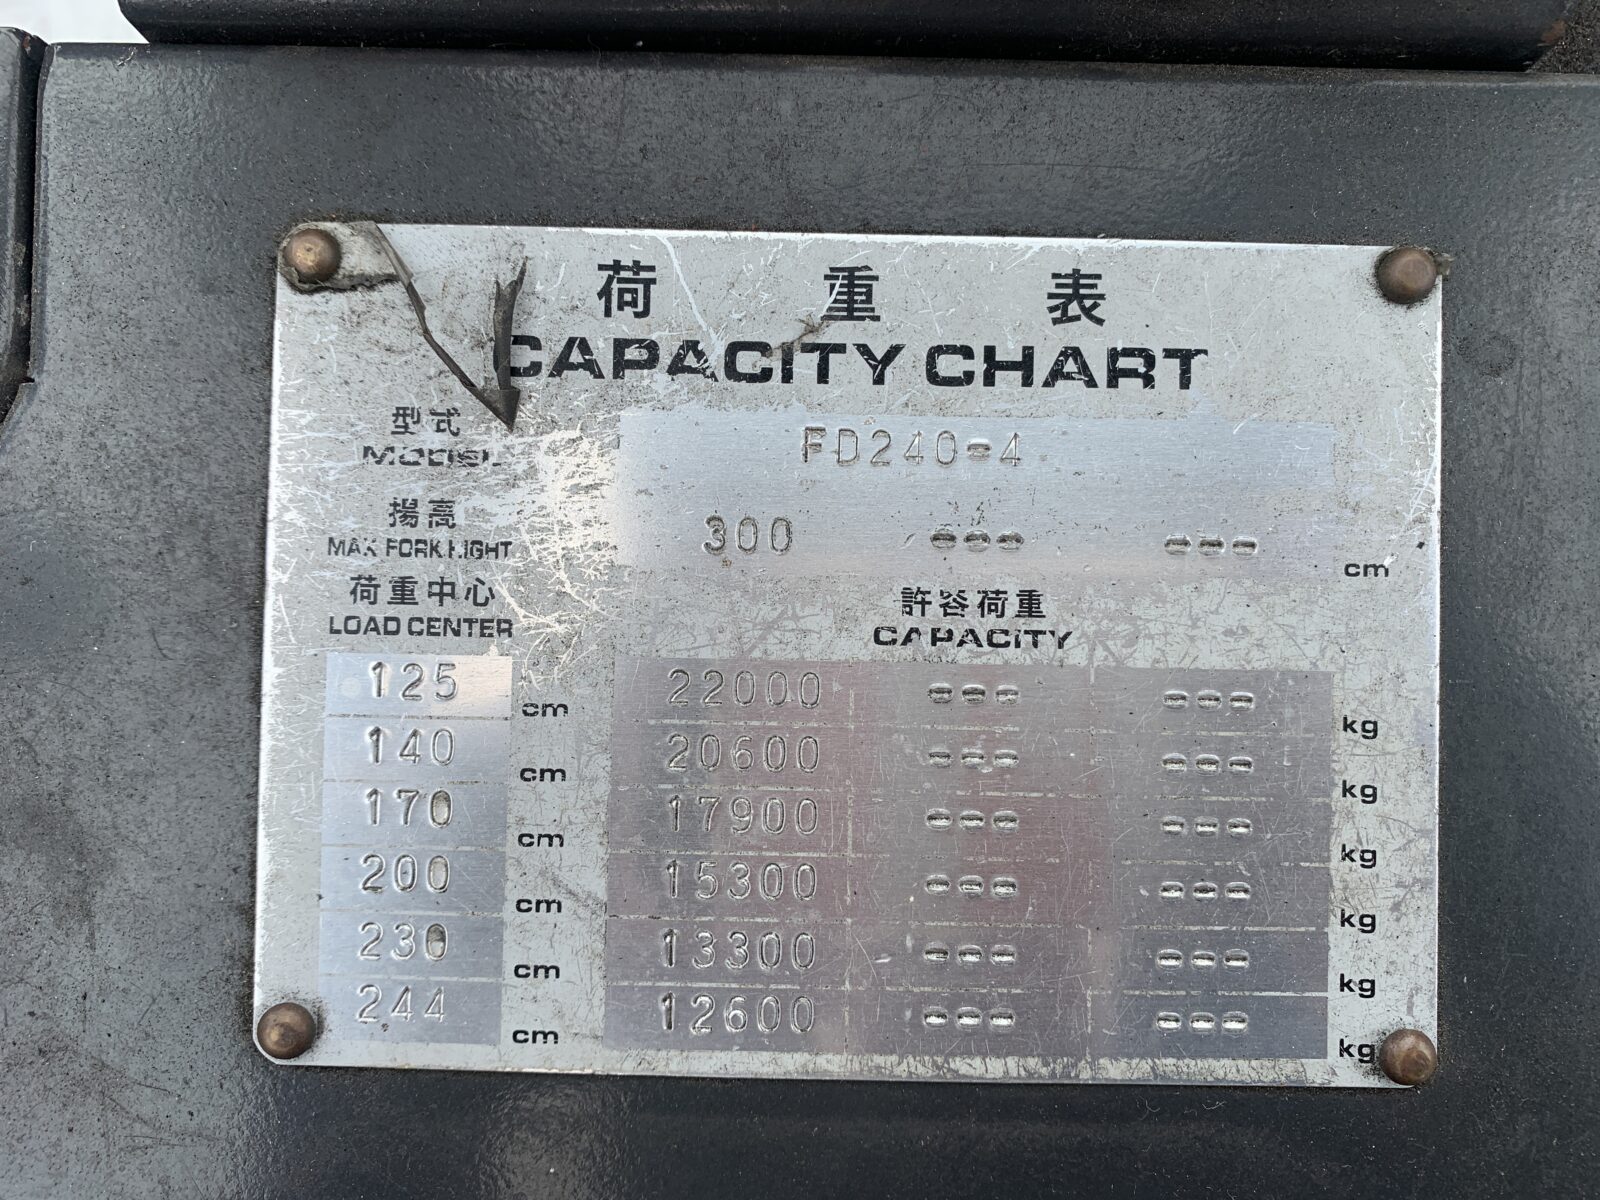 荷重表
CAPACITY CHART
型式
MODEL
FD240-4
揚高
MAX FORK HIGHT
300 --- --- cm
荷重中心
LOAD CENTER
許容荷重
CAPACITY
125 cm 22000 --- --- kg
140 cm 20600 --- --- kg
170 cm 17900 --- --- kg
200 cm 15300 --- --- kg
230 cm 13300 --- --- kg
244 cm 12600 --- --- kg